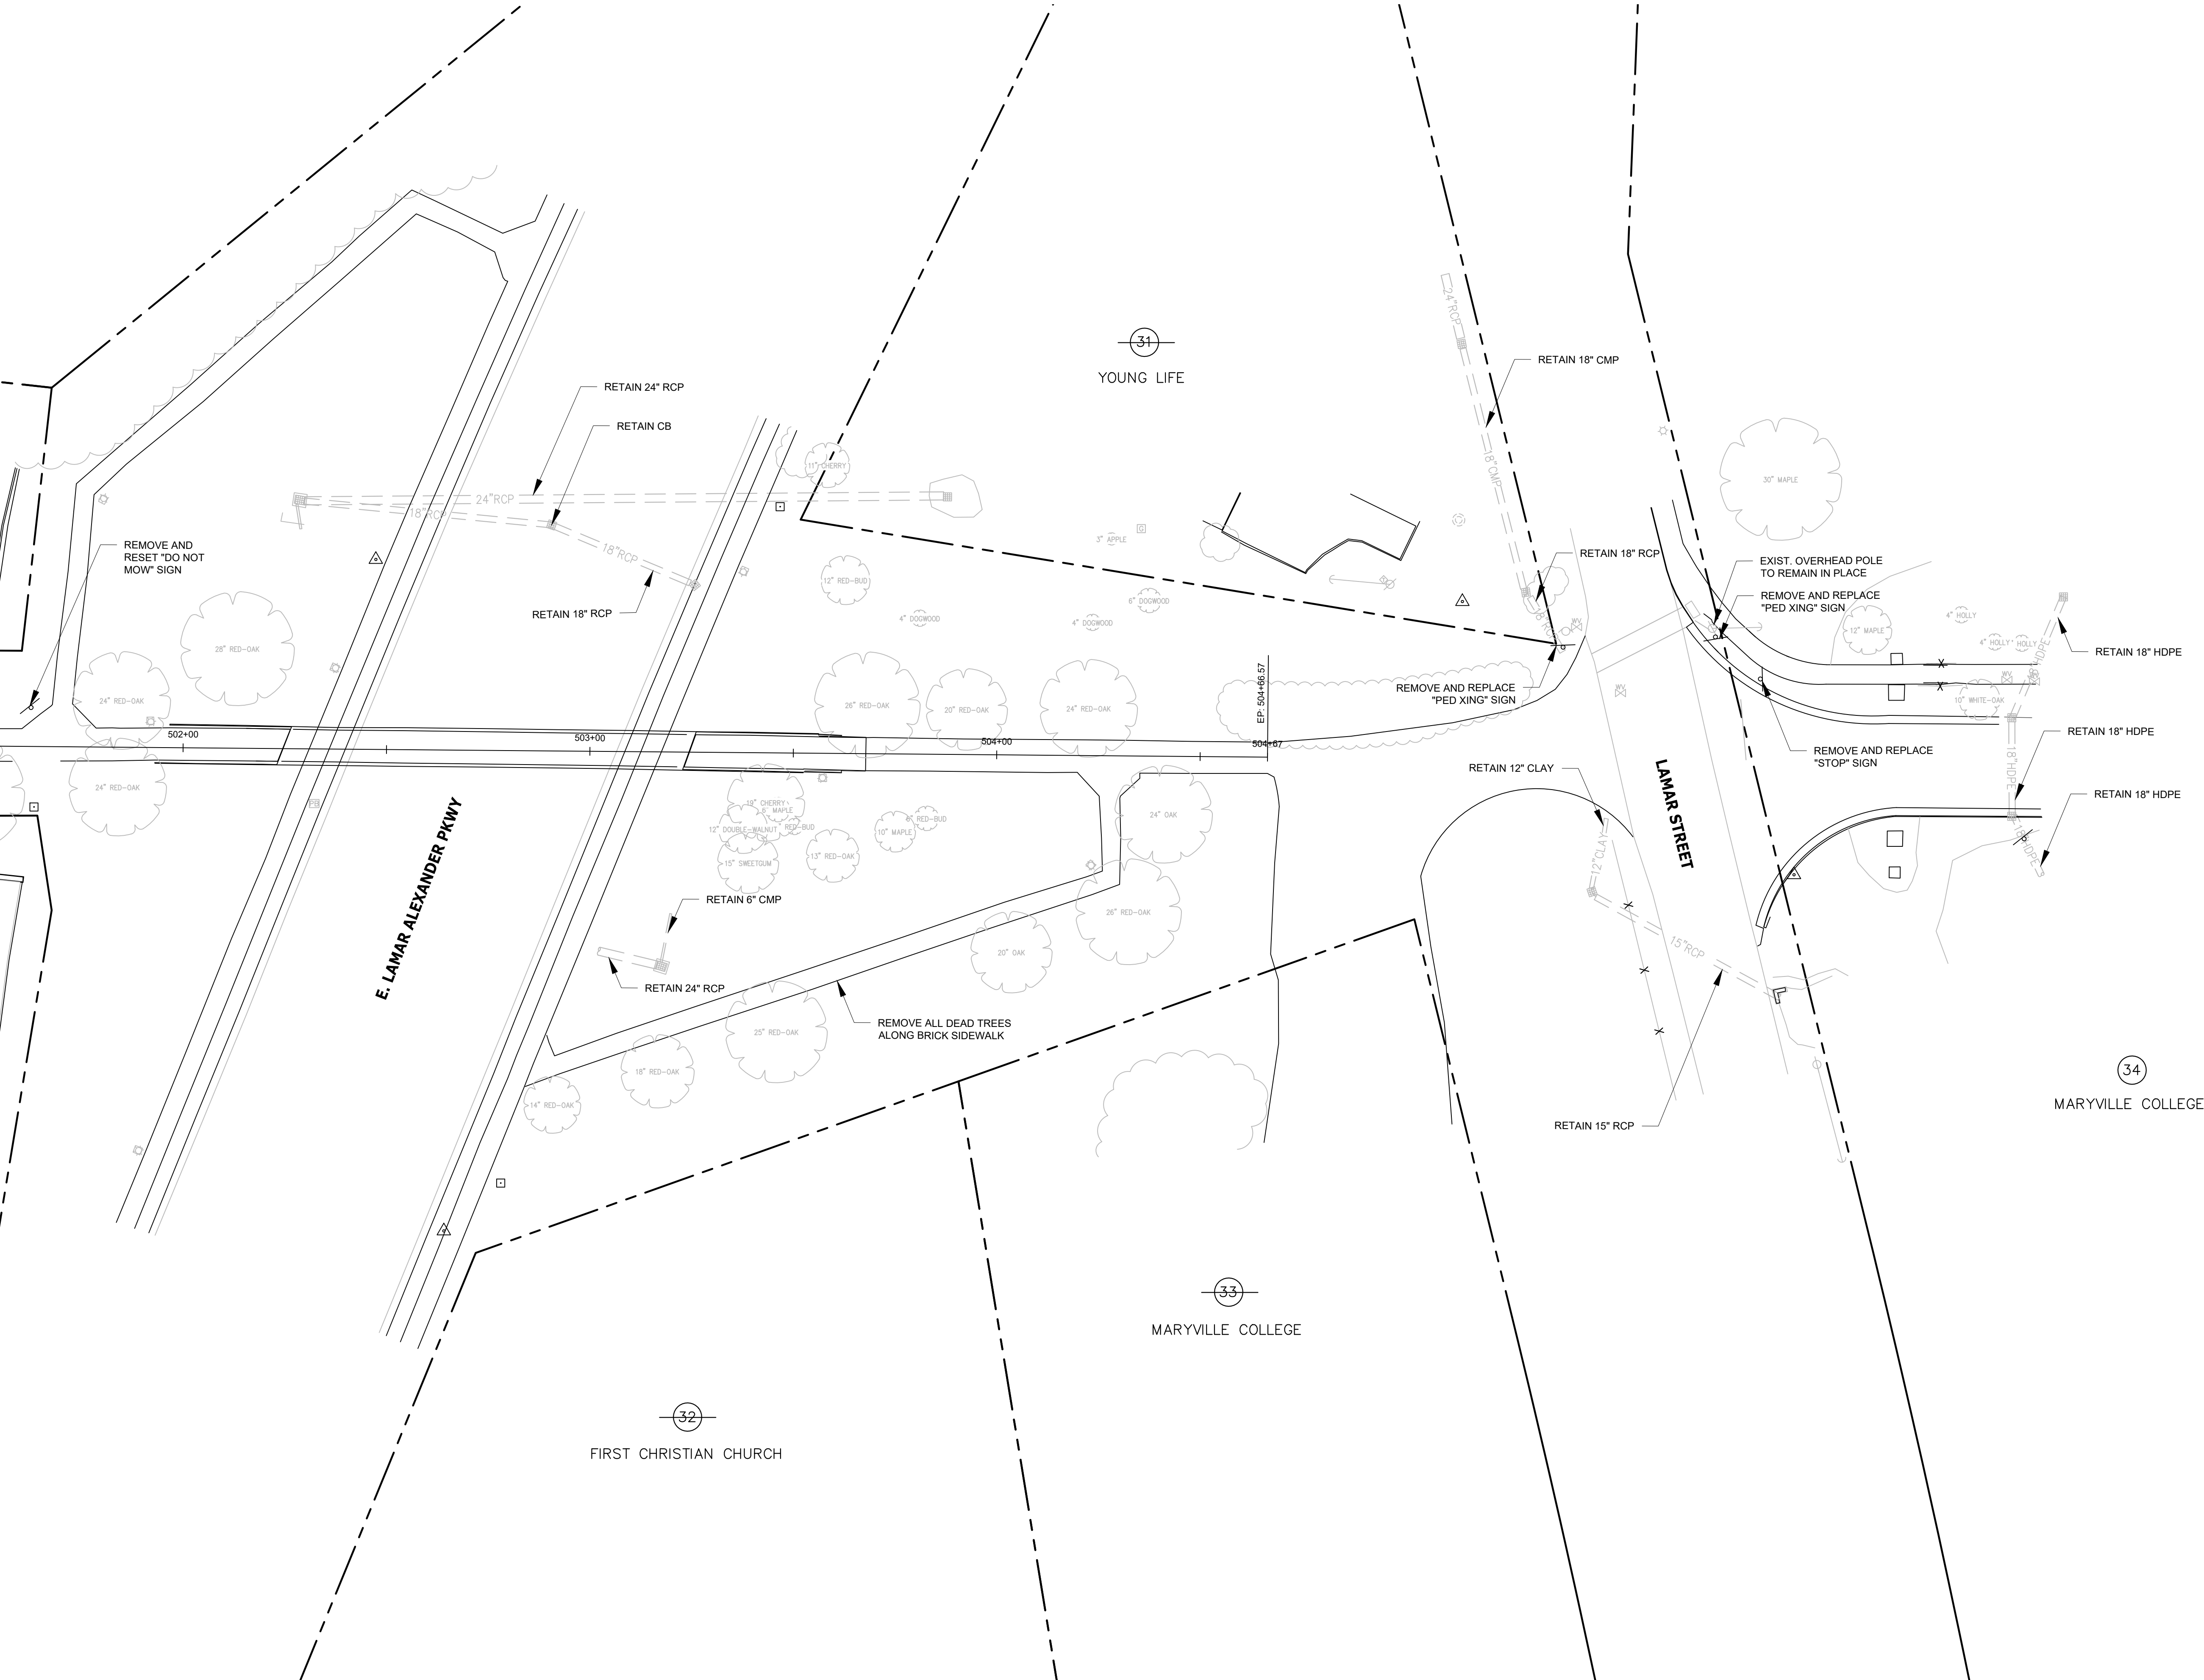 31
YOUNG LIFE
24"RCP
RETAIN 18" CMP
RETAIN 24" RCP
RETAIN CB
11" CHERRY
18"CMP
30" MAPLE
24"RCP
18"RCP
G
3" APPLE
REMOVE AND
RESET "DO NOT
MOW" SIGN
18"RCP
RETAIN 18" RCP
EXIST. OVERHEAD POLE
TO REMAIN IN PLACE
REMOVE AND REPLACE
"PED XING" SIGN
12" RED-BUD
6" DOGWOOD
4" DOGWOOD
4" DOGWOOD
RETAIN 18" RCP
18"RCP
WV
12" MAPLE
4" HOLLY
4" HOLLY
HOLLY
18"HDPE
RETAIN 18" HDPE
28" RED-OAK
24" RED-OAK
26" RED-OAK
20" RED-OAK
24" RED-OAK
EP: 504+66.57
REMOVE AND REPLACE
"PED XING" SIGN
WV
WV
10" WHITE-OAK
RETAIN 18" HDPE
502+00
503+00
504+00
504+67
REMOVE AND REPLACE
"STOP" SIGN
18"HDPE
RETAIN 12" CLAY
LAMAR STREET
RETAIN 18" HDPE
24" RED-OAK
19" CHERRY
6" MAPLE
12" DOUBLE-WALNUT
RED-BUD
10" MAPLE
6" RED-BUD
24" OAK
15" SWEETGUM
13" RED-OAK
12"CLAY
18"HDPE
E. LAMAR ALEXANDER PKWY
RETAIN 6" CMP
26" RED-OAK
20" OAK
15"RCP
RETAIN 24" RCP
REMOVE ALL DEAD TREES
ALONG BRICK SIDEWALK
25" RED-OAK
18" RED-OAK
14" RED-OAK
34
MARYVILLE COLLEGE
RETAIN 15" RCP
33
MARYVILLE COLLEGE
32
FIRST CHRISTIAN CHURCH